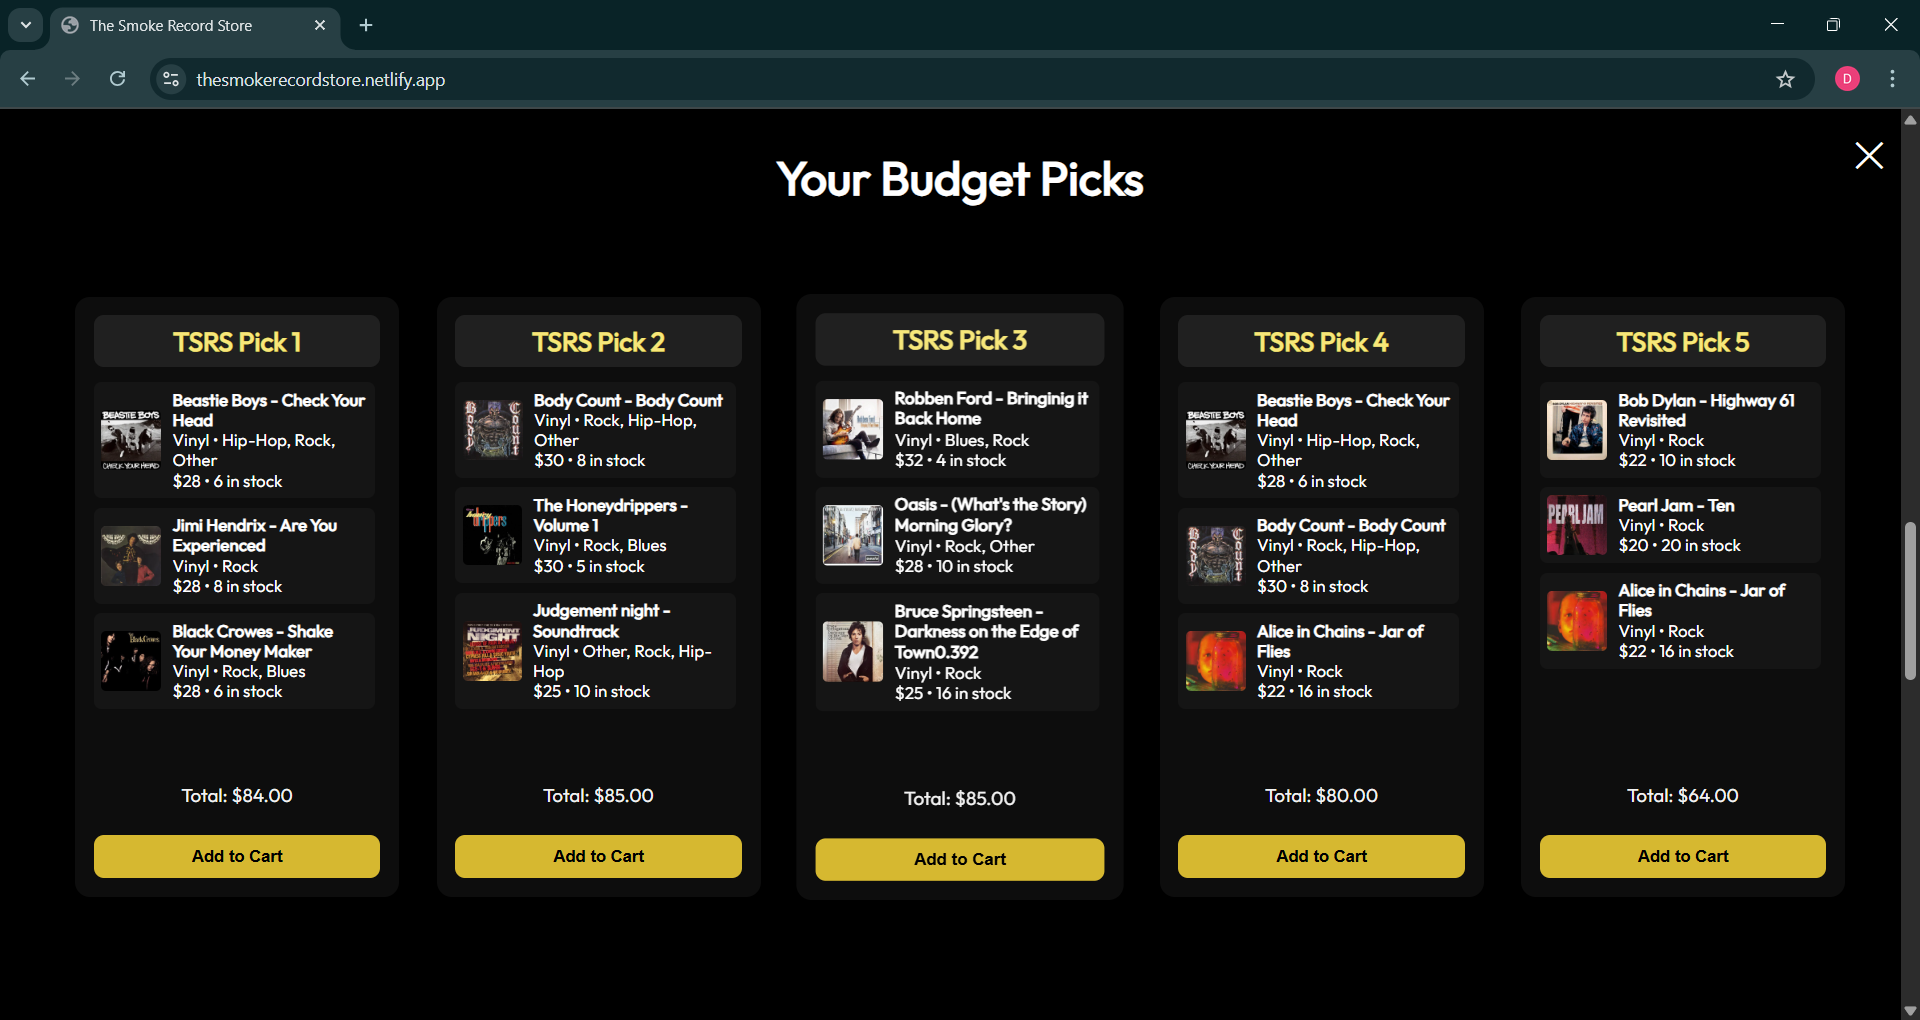 The Smoke Record Store
thesmokerecordstore.netlify.app
D
Your Budget Picks
TSRS Pick 1
BEASTIE BOYS
CHECK YOUR HEAD
Beastie Boys - Check Your
Head
Vinyl • Hip-Hop, Rock,
Other
$28 • 6 in stock
Jimi Hendrix - Are You
Experienced
Vinyl • Rock
$28 • 8 in stock
Black Crowes - Shake
Your Money Maker
Vinyl • Rock, Blues
$28 • 6 in stock
Total: $84.00
Add to Cart
TSRS Pick 2
Body Count
Body Count - Body Count
Vinyl • Rock, Hip-Hop,
Other
$30 • 8 in stock
The Honeydrippers -
Volume 1
Vinyl • Rock, Blues
$30 • 5 in stock
JUDGMENT
NIGHT
Judgement night -
Soundtrack
Vinyl • Other, Rock, Hip-
Hop
$25 • 10 in stock
Total: $85.00
Add to Cart
TSRS Pick 3
Robben Ford - Bringinig it
Back Home
Vinyl • Blues, Rock
$32 • 4 in stock
Oasis - (What's the Story)
Morning Glory?
Vinyl • Rock, Other
$28 • 10 in stock
Bruce Springsteen -
Darkness on the Edge of
Town0.392
Vinyl • Rock
$25 • 16 in stock
Total: $85.00
Add to Cart
TSRS Pick 4
BEASTIE BOYS
CHECK YOUR HEAD
Beastie Boys - Check Your
Head
Vinyl • Hip-Hop, Rock,
Other
$28 • 6 in stock
Body Count
Body Count - Body Count
Vinyl • Rock, Hip-Hop,
Other
$30 • 8 in stock
Alice in Chains - Jar of
Flies
Vinyl • Rock
$22 • 16 in stock
Total: $80.00
Add to Cart
TSRS Pick 5
Bob Dylan - Highway 61
Revisited
Vinyl • Rock
$22 • 10 in stock
PEARL JAM
Pearl Jam - Ten
Vinyl • Rock
$20 • 20 in stock
Alice in Chains - Jar of
Flies
Vinyl • Rock
$22 • 16 in stock
Total: $64.00
Add to Cart